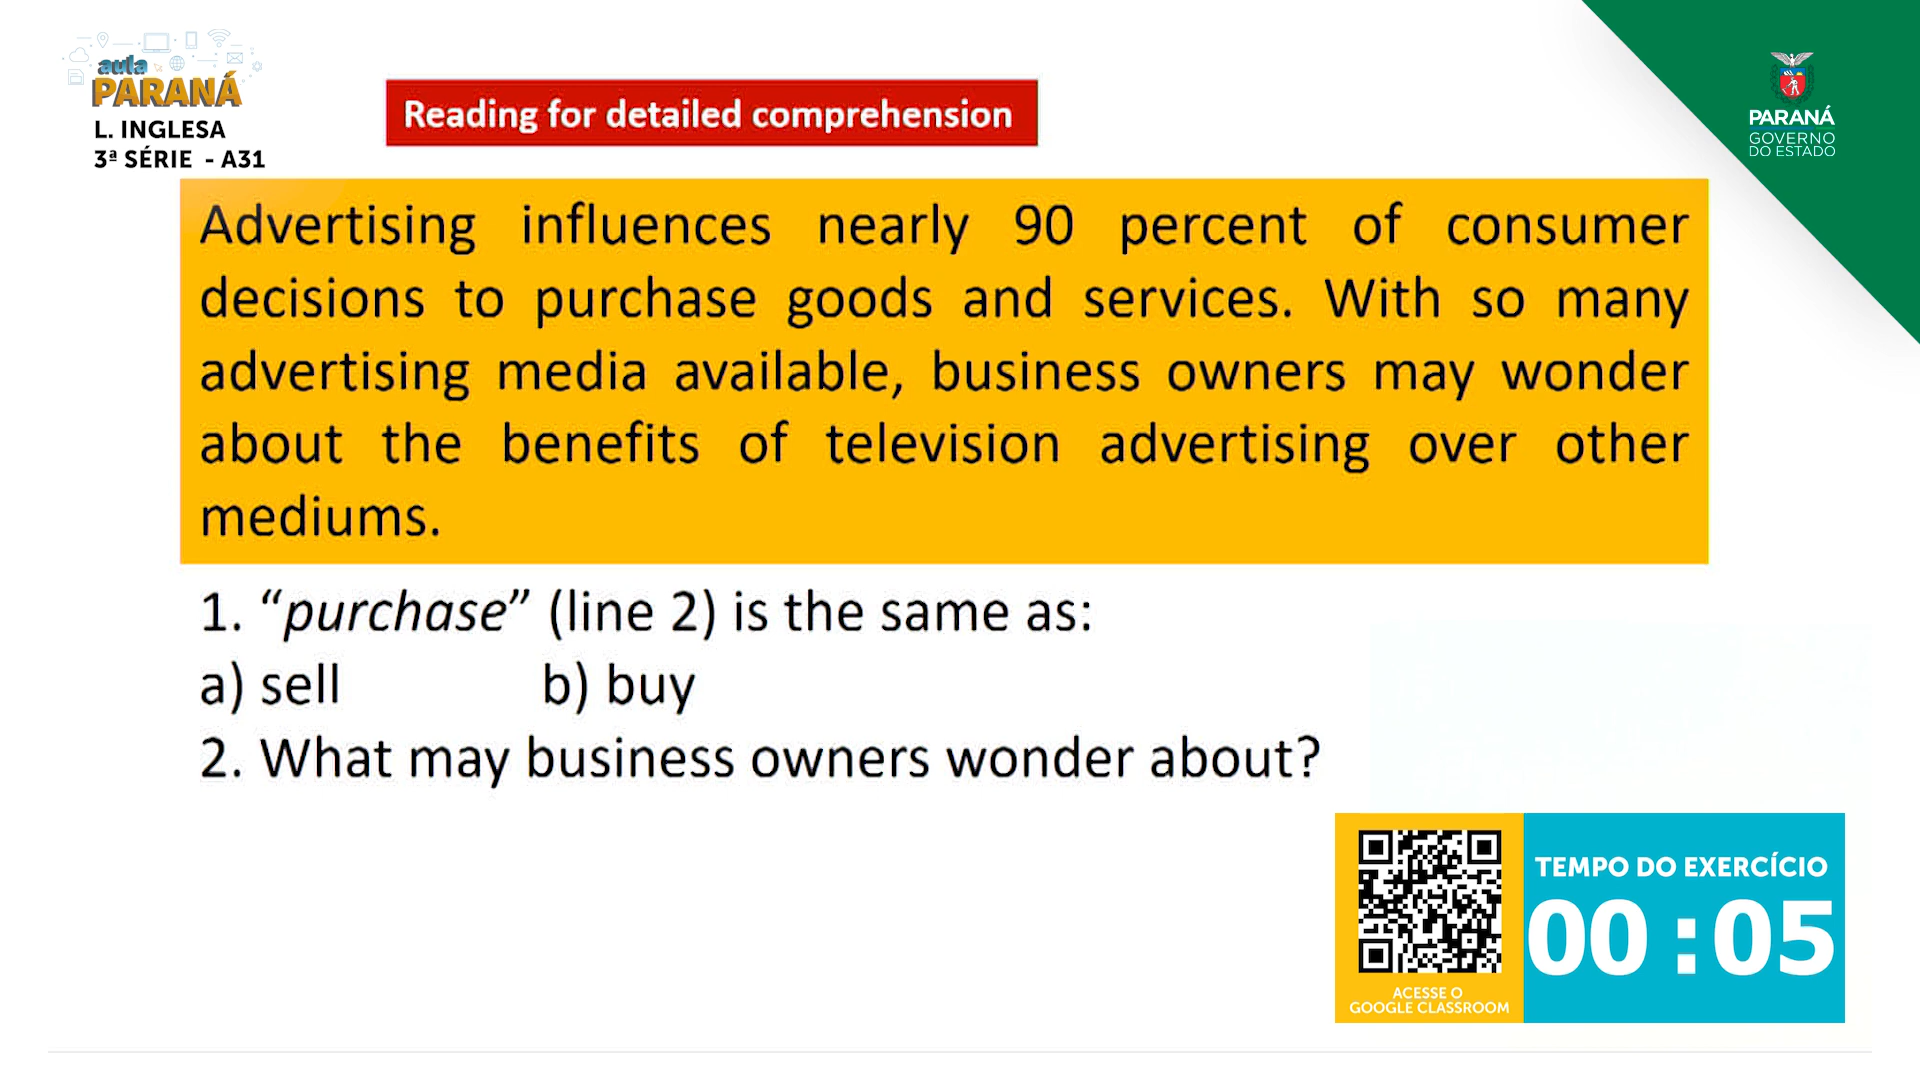 aula
PARANÁ
L. INGLESA
3ª SÉRIE - A31
Reading for detailed comprehension
PARANÁ
GOVERNO
DO ESTADO
Advertising influences nearly 90 percent of consumer
decisions to purchase goods and services. With so many
advertising media available, business owners may wonder
about the benefits of television advertising over other
mediums.
1. “purchase” (line 2) is the same as:
a) sell b) buy
2. What may business owners wonder about?
TEMPO DO EXERCÍCIO
00:05
ACESSE O
GOOGLE CLASSROOM